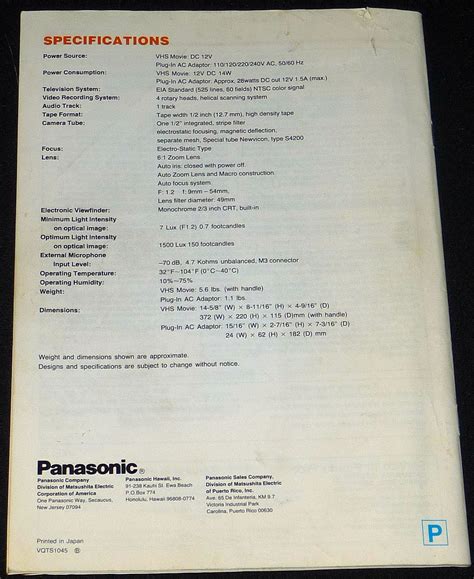 SPECIFICATIONS
Power Source: VHS Movie: DC 12V
Plug-In AC Adaptor: 110/120/220/240V AC, 50/60 Hz
Power Consumption: VHS Movie: 12V DC 14W
Plug-In AC Adaptor: Approx. 28watts DC out 12V 1.5A (max.)
Television System: EIA Standard (525 lines, 60 fields) NTSC color signal
Video Recording System: 4 rotary heads, helical scanning system
Audio Track: 1 track
Tape Format: Tape width 1/2 inch (12.7 mm), high density tape
Camera Tube: One 1/2" integrated, stripe filter
electrostatic focusing, magnetic deflection,
separate mesh, Special tube Newvicon, type S4200
Focus: Electro-Static Type
Lens: 6:1 Zoom Lens
Auto iris: closed with power off.
Auto Zoom Lens and Macro construction.
Auto focus system.
F: 1.2 f: 9mm–54mm,
Lens filter diameter: 49mm
Electronic Viewfinder: Monochrome 2/3 inch CRT, built-in
Minimum Light Intensity
on optical image: 7 Lux (F1.2) 0.7 footcandles
Optimum Light Intensity
on optical image: 1500 Lux 150 footcandles
External Microphone
Input Level: –70 dB, 4.7 Kohms unbalanced, M3 connector
Operating Temperature: 32°F~104°F (0°C~40°C)
Operating Humidity: 10%~75%
Weight: VHS Movie: 5.6 lbs. (with handle)
Plug-In AC Adaptor: 1.1 lbs.
Dimensions: VHS Movie: 14-5/8" (W) × 8-11/16" (H) × 4-9/16" (D)
372 (W) × 220 (H) × 115 (D)mm (with handle)
Plug-In AC Adaptor: 15/16" (W) × 2-7/16" (H) × 7-3/16" (D)
24 (W) × 62 (H) × 182 (D) mm
Weight and dimensions shown are approximate.
Designs and specifications are subject to change without notice.
Panasonic®
Panasonic Company
Division of Matsushita Electric
Corporation of America
One Panasonic Way, Secaucus,
New Jersey 07094
Panasonic Hawaii, Inc.
91-238 Kauhi St. Ewa Beach
P.O.Box 774
Honolulu, Hawaii 96808-0774
Panasonic Sales Company,
Division of Matsushita Electric
of Puerto Rico, Inc.
Ave. 65 De Infanteria, KM 9.7
Victoria Industrial Park
Carolina, Puerto Rico 00630
Printed in Japan
VQTS1045
P